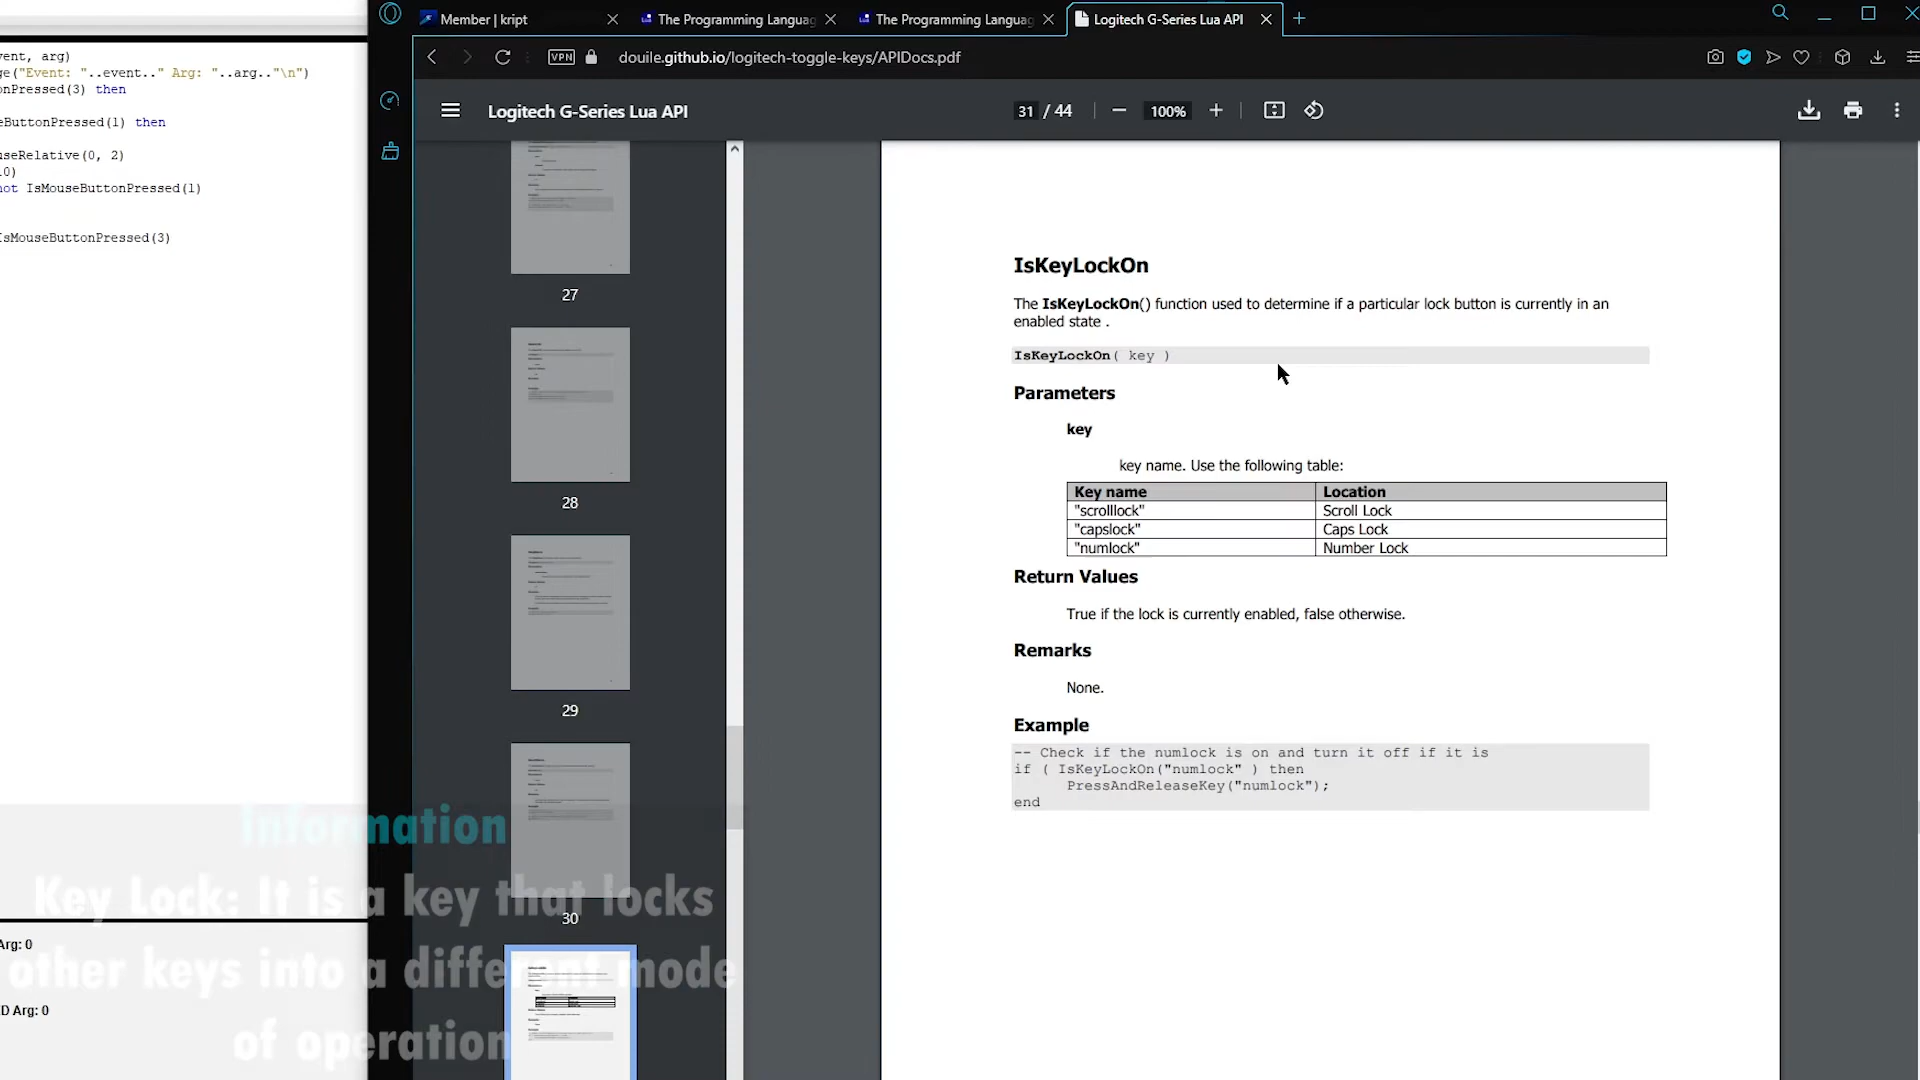 Member | kript
The Programming Languag
The Programming Languag
Logitech G-Series Lua API
VPN
douile.github.io/logitech-toggle-keys/APIDocs.pdf
Logitech G-Series Lua API
31 / 44
100%
vent, arg)
ge("Event: "..event.." Arg: "..arg.."\n")
onPressed(3) then
eButtonPressed(1) then
useRelative(0, 2)
10)
not IsMouseButtonPressed(1)
IsMouseButtonPressed(3)
Arg: 0
D Arg: 0
27
28
29
30
IsKeyLockOn
The IsKeyLockOn() function used to determine if a particular lock button is currently in an
enabled state .
IsKeyLockOn( key )
Parameters
key
key name. Use the following table:
Key name Location
"scrolllock" Scroll Lock
"capslock" Caps Lock
"numlock" Number Lock
Return Values
True if the lock is currently enabled, false otherwise.
Remarks
None.
Example
-- Check if the numlock is on and turn it off if it is
if ( IsKeyLockOn("numlock" ) then
PressAndReleaseKey("numlock");
end
Information
Key Lock: It is a key that locks
other keys into a different mode
of operation